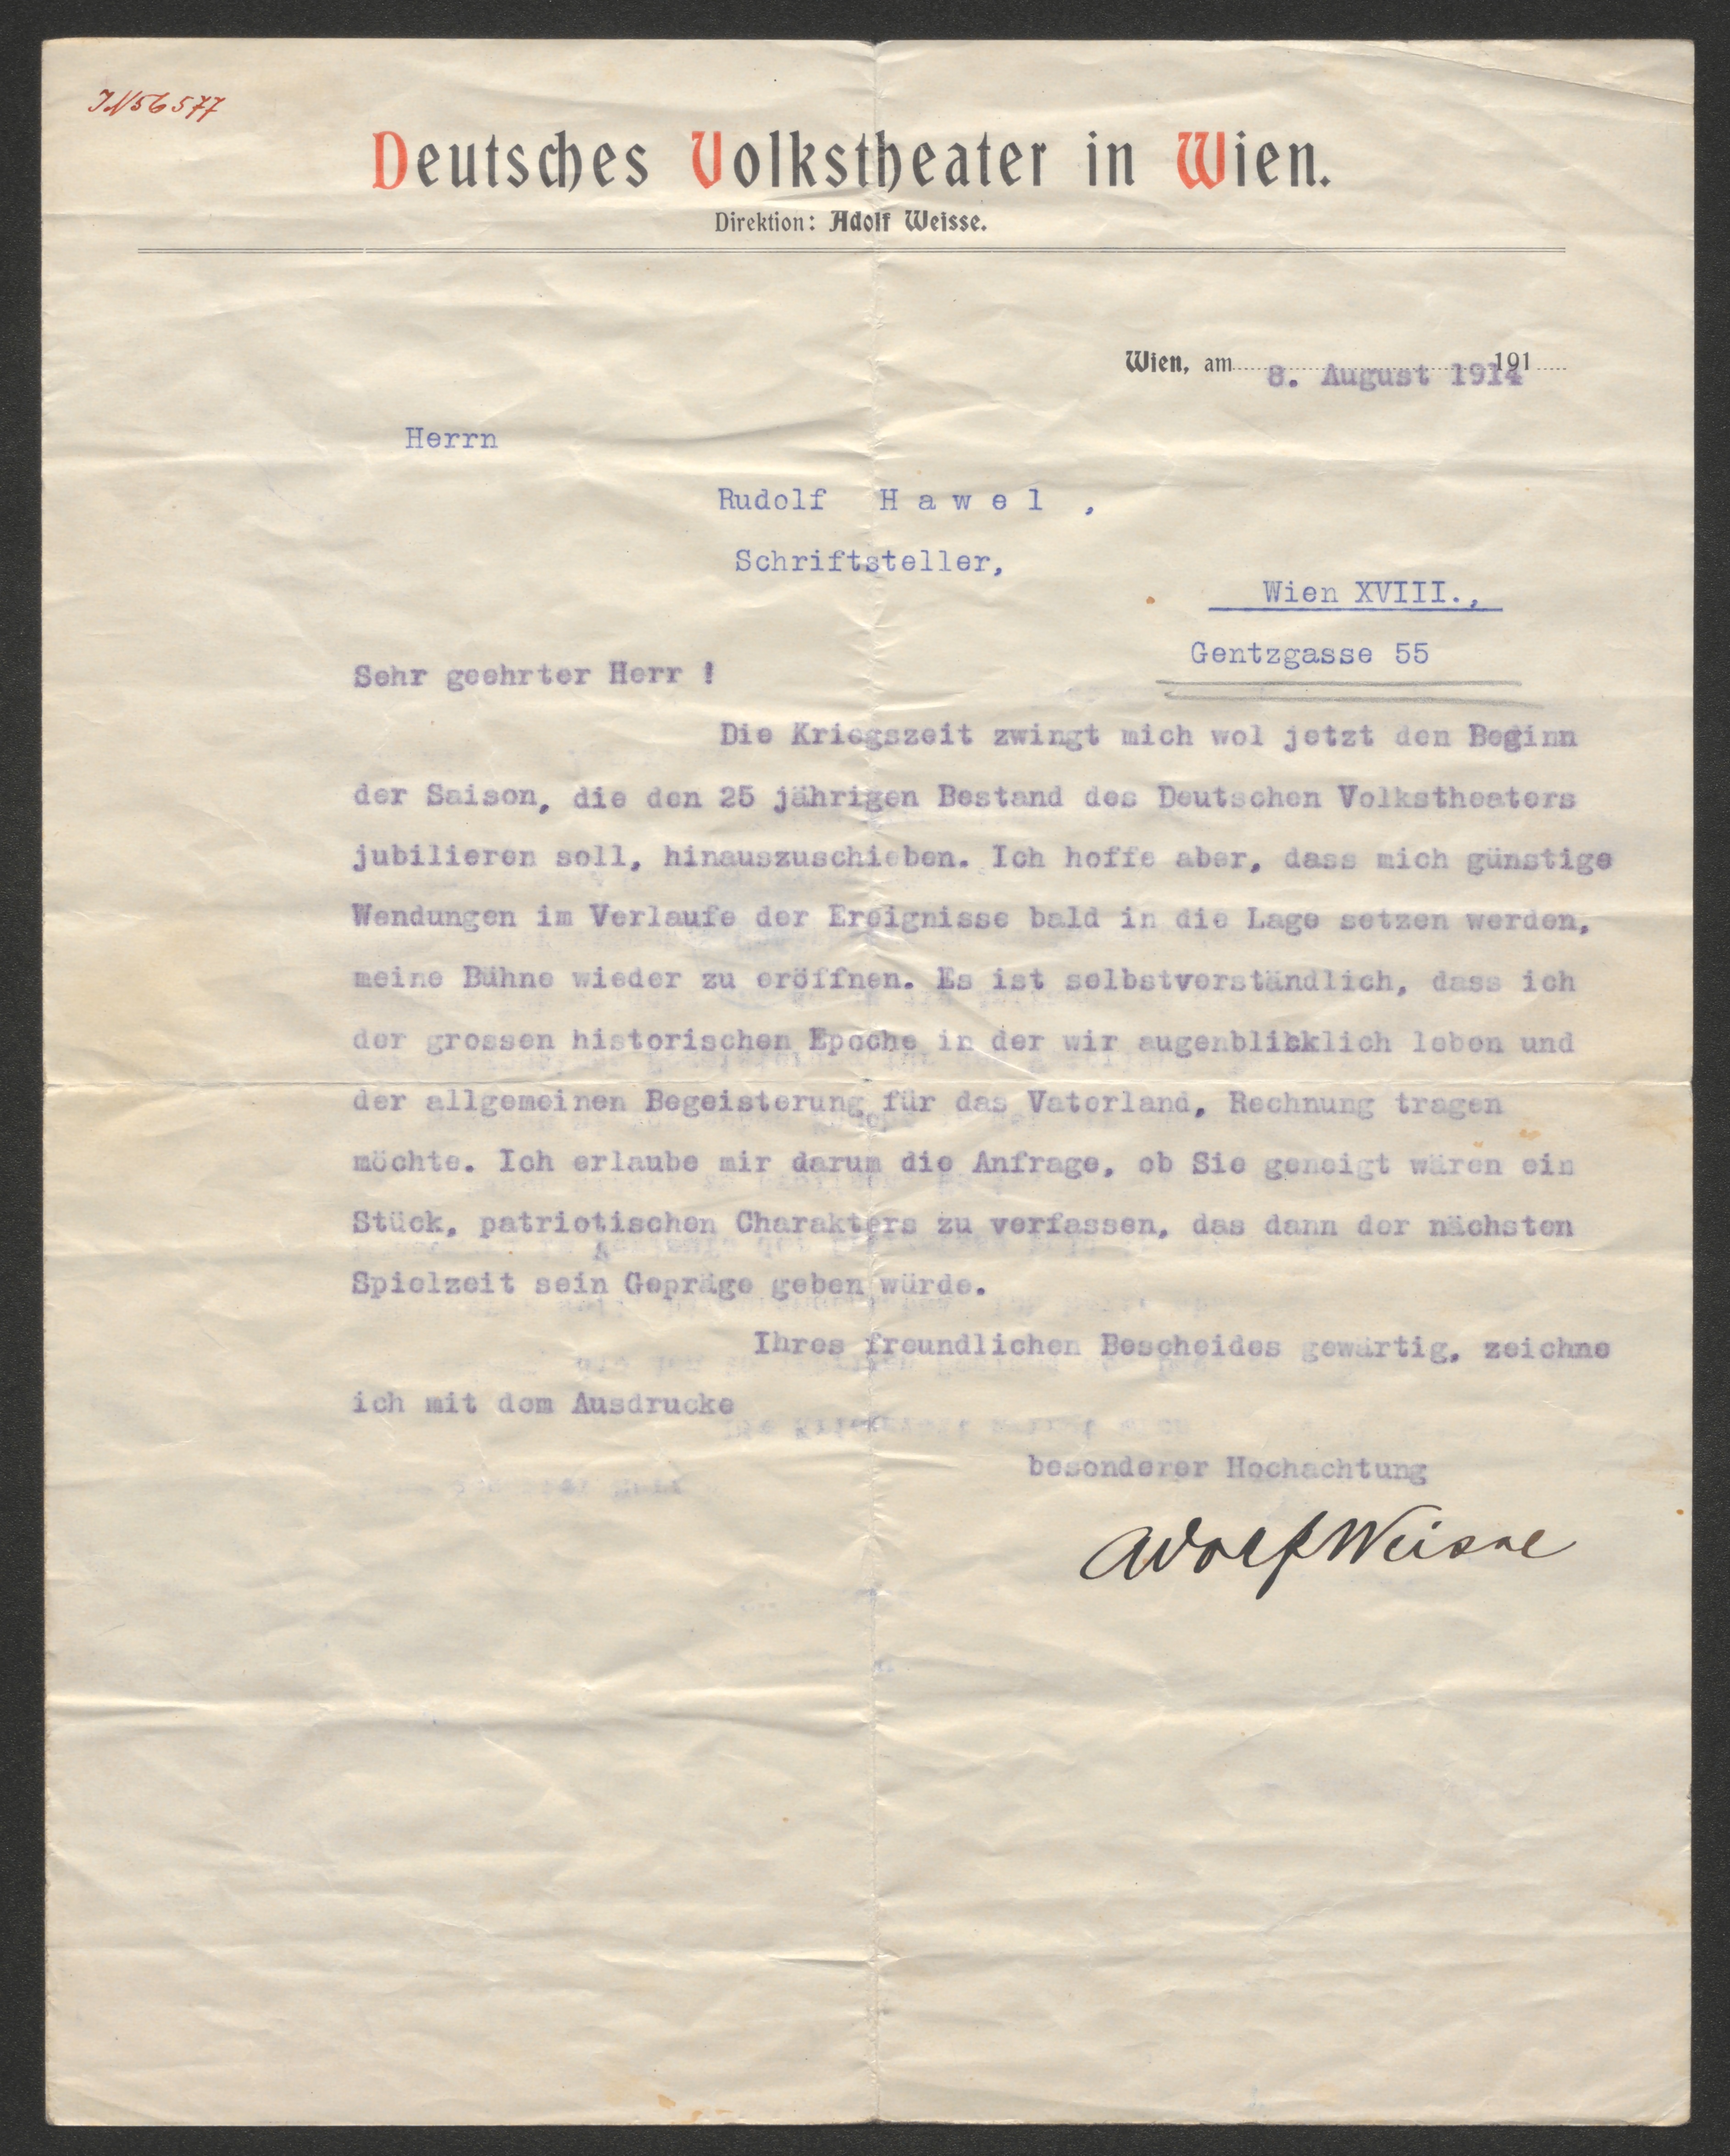 IN 56577
Deutsches Volkstheater in Wien.
Direktion: Adolf Weisse.
Wien, am 8. August 1914 191
Herrn
Rudolf H a w e l ,
Schriftsteller,
Wien XVIII.,
Gentzgasse 55
Sehr geehrter Herr !
Die Kriegszeit zwingt mich wol jetzt den Beginn
der Saison, die den 25 jährigen Bestand des Deutschen Volkstheaters
jubilieren soll, hinauszuschieben. Ich hoffe aber, dass mich günstige
Wendungen im Verlaufe der Ereignisse bald in die Lage setzen werden,
meine Bühne wieder zu eröffnen. Es ist selbstverständlich, dass ich
der grossen historischen Epoche in der wir augenblicklich leben und
der allgemeinen Begeisterung für das Vaterland, Rechnung tragen
möchte. Ich erlaube mir darum die Anfrage, ob Sie geneigt wären ein
Stück, patriotischen Charakters zu verfassen, das dann der nächsten
Spielzeit sein Gepräge geben würde.
Ihres freundlichen Bescheides gewärtig, zeichne
ich mit dem Ausdrucke
besonderer Hochachtung
Adolf Weisse